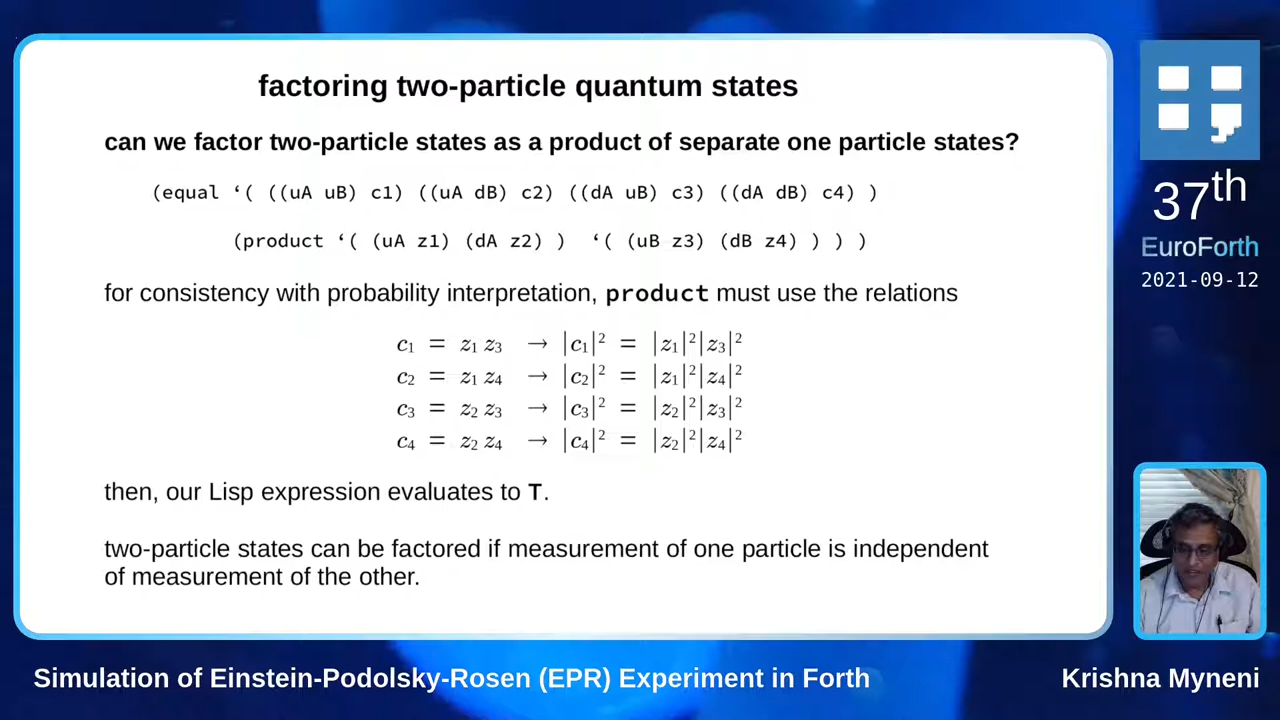 factoring two-particle quantum states
can we factor two-particle states as a product of separate one particle states?
(equal ‘( ((uA uB) c1) ((uA dB) c2) ((dA uB) c3) ((dA dB) c4) )
(product ‘( (uA z1) (dA z2) ) ‘( (uB z3) (dB z4) ) ) )
for consistency with probability interpretation, product must use the relations
c₁ = z₁ z₃ → |c₁|² = |z₁|²|z₃|²
c₂ = z₁ z₄ → |c₂|² = |z₁|²|z₄|²
c₃ = z₂ z₃ → |c₃|² = |z₂|²|z₃|²
c₄ = z₂ z₄ → |c₄|² = |z₂|²|z₄|²
then, our Lisp expression evaluates to T.
two-particle states can be factored if measurement of one particle is independent
of measurement of the other.
37th
EuroForth
2021-09-12
Simulation of Einstein-Podolsky-Rosen (EPR) Experiment in Forth
Krishna Myneni